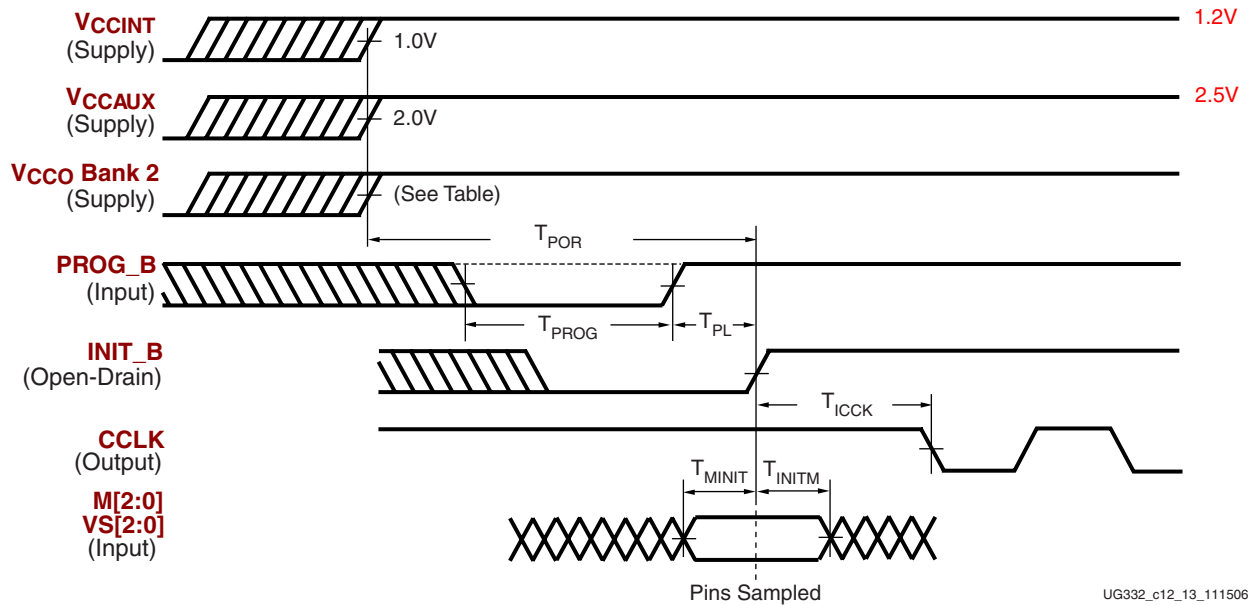 VCCINT
(Supply)
1.0V
1.2V
VCCAUX
(Supply)
2.0V
2.5V
VCCO Bank 2
(Supply)
(See Table)
TPOR
PROG_B
(Input)
TPROG
TPL
INIT_B
(Open-Drain)
TICCK
CCLK
(Output)
TMINIT
TINITM
M[2:0]
VS[2:0]
(Input)
Pins Sampled
UG332_c12_13_111506